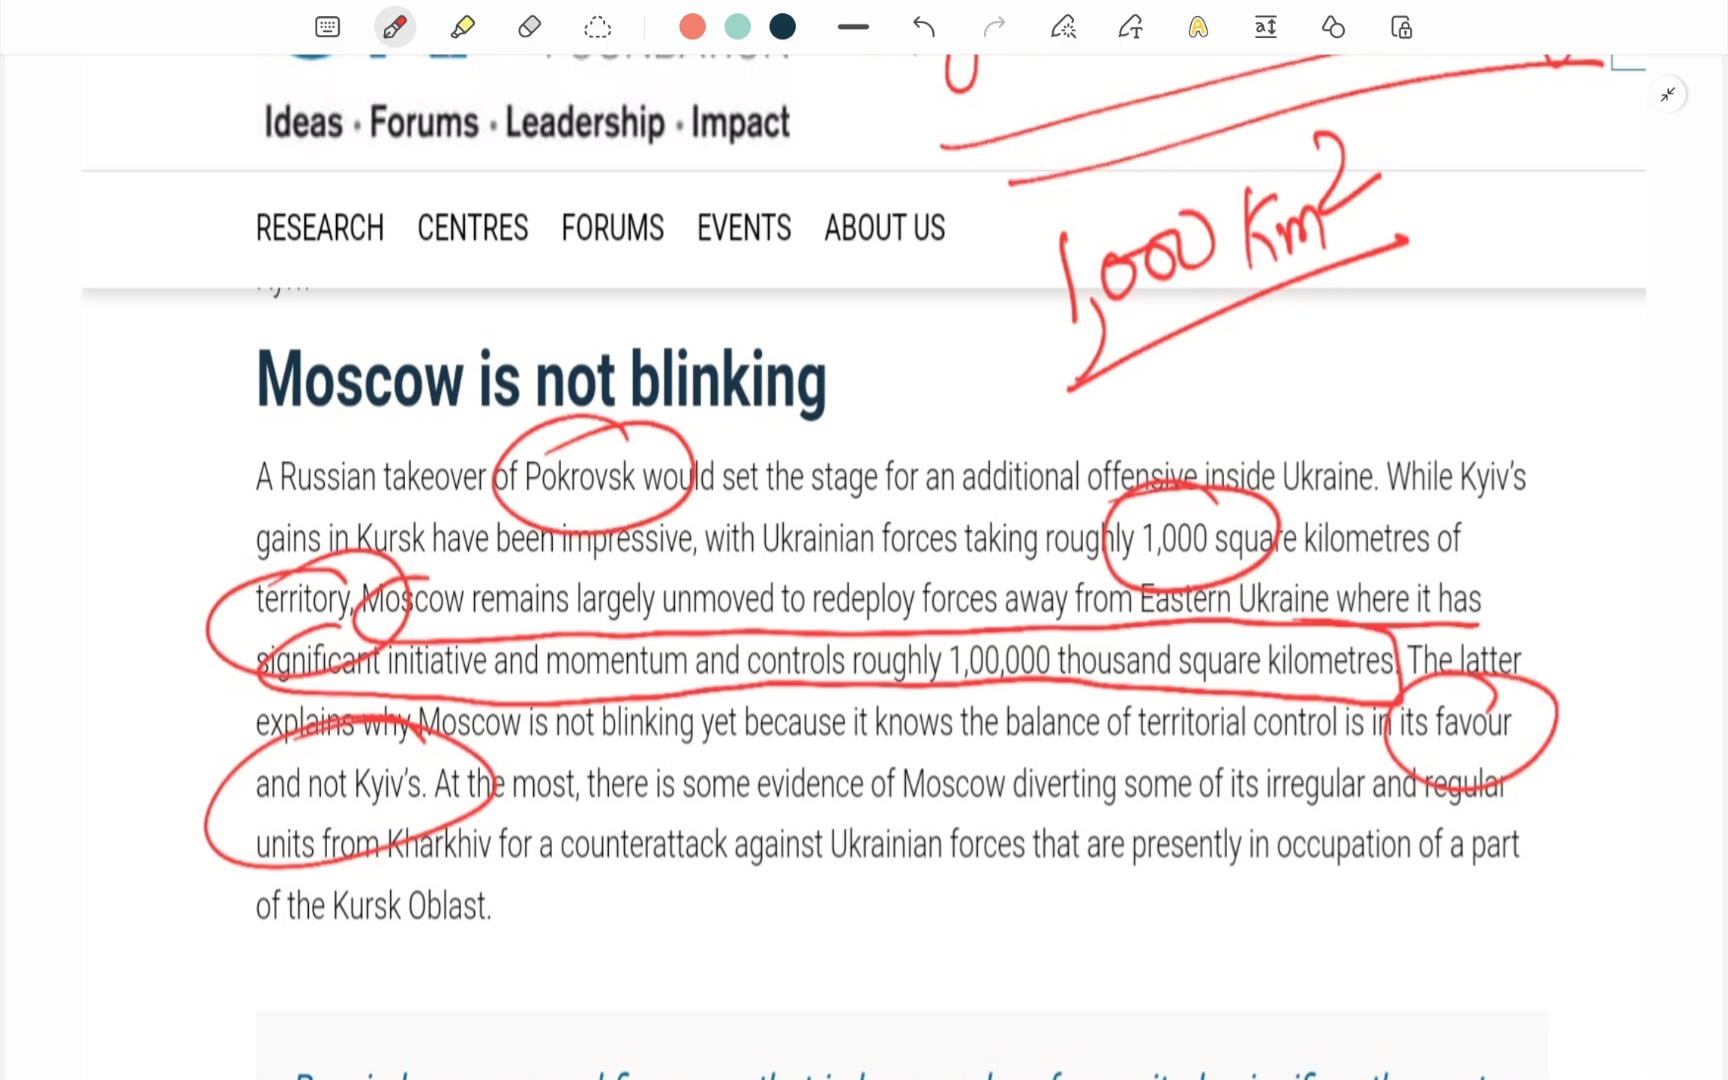 Ideas · Forums · Leadership · Impact
1,000 Km²
RESEARCH CENTRES FORUMS EVENTS ABOUT US
Moscow is not blinking
A Russian takeover of Pokrovsk would set the stage for an additional offensive inside Ukraine. While Kyiv's
gains in Kursk have been impressive, with Ukrainian forces taking roughly 1,000 square kilometres of
territory, Moscow remains largely unmoved to redeploy forces away from Eastern Ukraine where it has
significant initiative and momentum and controls roughly 1,00,000 thousand square kilometres. The latter
explains why Moscow is not blinking yet because it knows the balance of territorial control is in its favour
and not Kyiv's. At the most, there is some evidence of Moscow diverting some of its irregular and regular
units from Kharkhiv for a counterattack against Ukrainian forces that are presently in occupation of a part
of the Kursk Oblast.